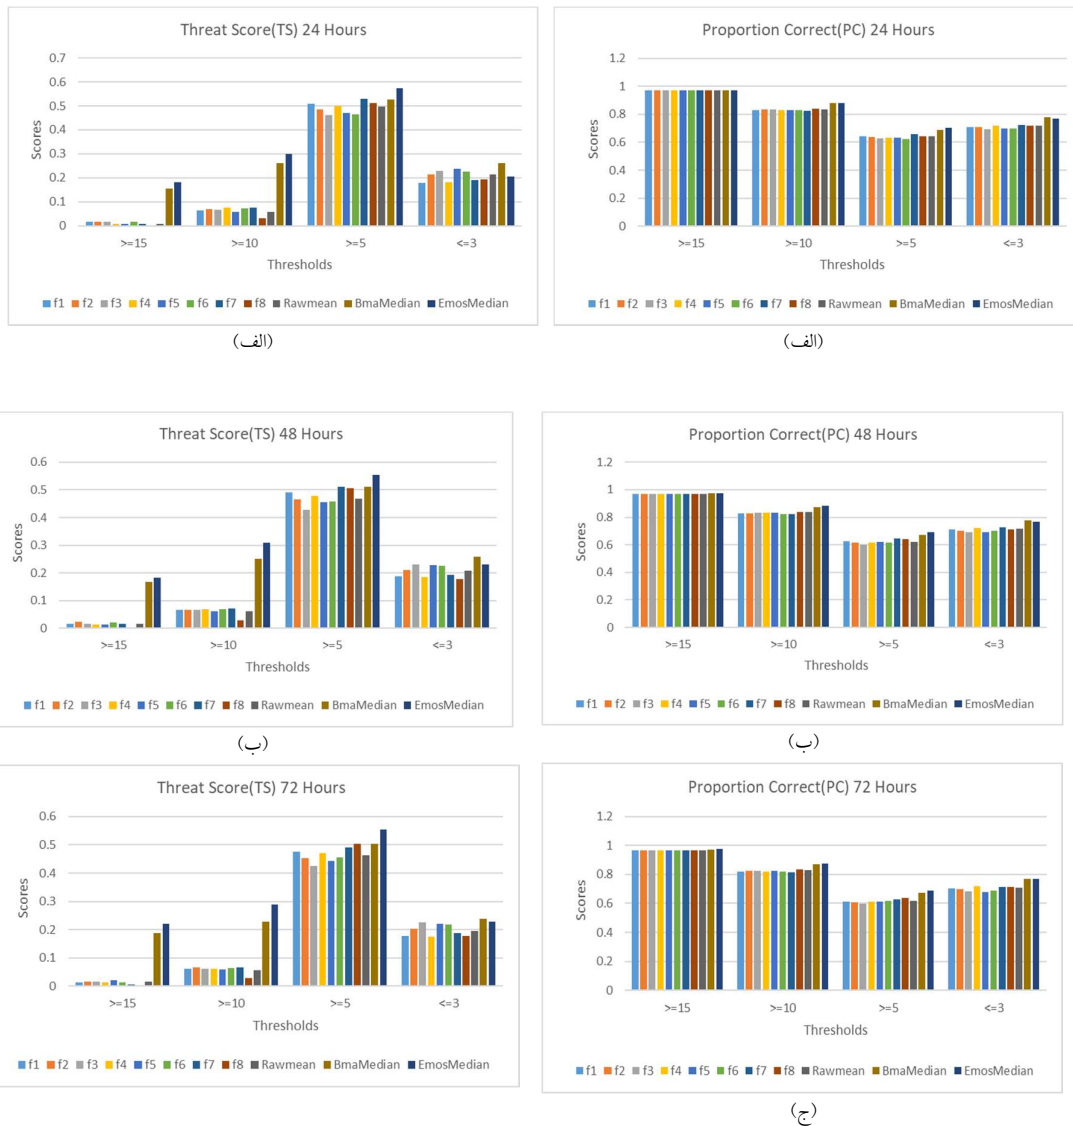 Threat Score(TS) 24 Hours
Scores
0.7
0.6
0.5
0.4
0.3
0.2
0.1
0
>=15 >=10 >=5 <=3
Thresholds
f1 f2 f3 f4 f5 f6 f7 f8 Rawmean BmaMedian EmosMedian
(الف)
Proportion Correct(PC) 24 Hours
Scores
1.2
1
0.8
0.6
0.4
0.2
0
>=15 >=10 >=5 <=3
Thresholds
f1 f2 f3 f4 f5 f6 f7 f8 Rawmean BmaMedian EmosMedian
(الف)
Threat Score(TS) 48 Hours
Scores
0.6
0.5
0.4
0.3
0.2
0.1
0
>=15 >=10 >=5 <=3
Thresholds
f1 f2 f3 f4 f5 f6 f7 f8 Rawmean BmaMedian EmosMedian
(ب)
Proportion Correct(PC) 48 Hours
Scores
1.2
1
0.8
0.6
0.4
0.2
0
>=15 >=10 >=5 <=3
Thresholds
f1 f2 f3 f4 f5 f6 f7 f8 Rawmean BmaMedian EmosMedian
(ب)
Threat Score(TS) 72 Hours
Scores
0.6
0.5
0.4
0.3
0.2
0.1
0
>=15 >=10 >=5 <=3
Thresholds
f1 f2 f3 f4 f5 f6 f7 f8 Rawmean BmaMedian EmosMedian
Proportion Correct(PC) 72 Hours
Scores
1.2
1
0.8
0.6
0.4
0.2
0
>=15 >=10 >=5 <=3
Thresholds
f1 f2 f3 f4 f5 f6 f7 f8 Rawmean BmaMedian EmosMedian
(ج)